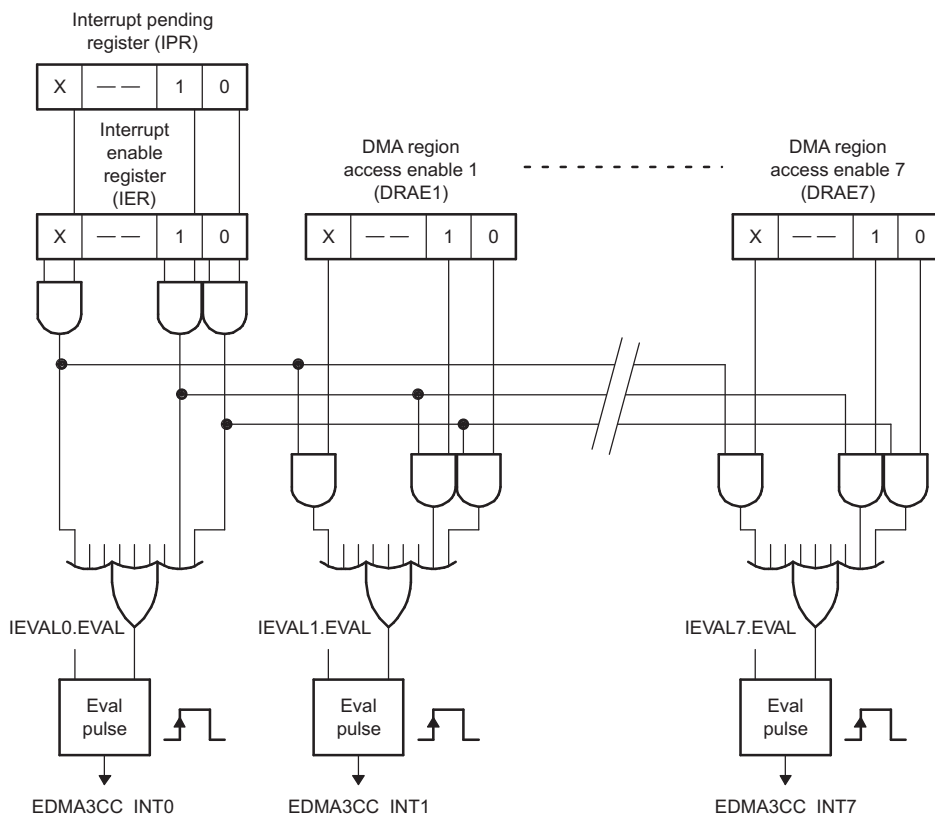 Interrupt pending
register (IPR)
X — — 1 0
Interrupt
enable
register
(IER)
X — — 1 0
DMA region
access enable 1
(DRAE1)
X — — 1 0
DMA region
access enable 7
(DRAE7)
X — — 1 0
IEVAL0.EVAL
IEVAL1.EVAL
IEVAL7.EVAL
Eval
pulse
Eval
pulse
Eval
pulse
EDMA3CC_INT0
EDMA3CC_INT1
EDMA3CC_INT7